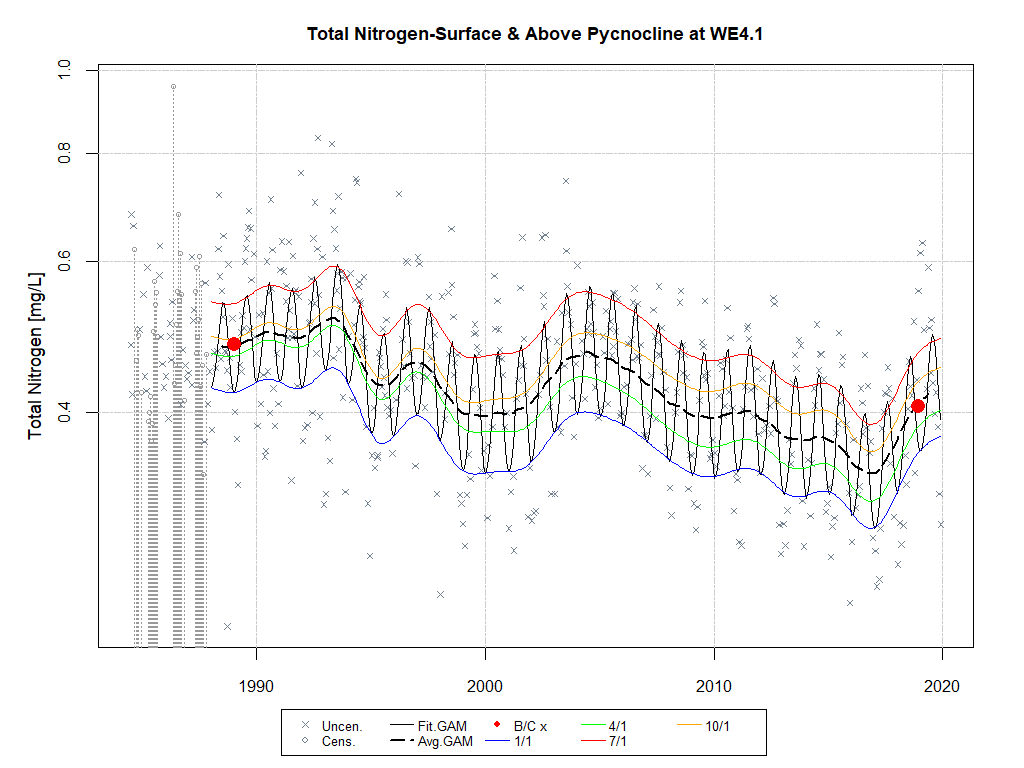 Total Nitrogen-Surface & Above Pycnocline at WE4.1
Total Nitrogen [mg/L]
1.0
0.8
0.6
0.4
1990 2000 2010 2020
Uncen. Fit.GAM B/C x 4/1 10/1
Cens. Avg.GAM 1/1 7/1